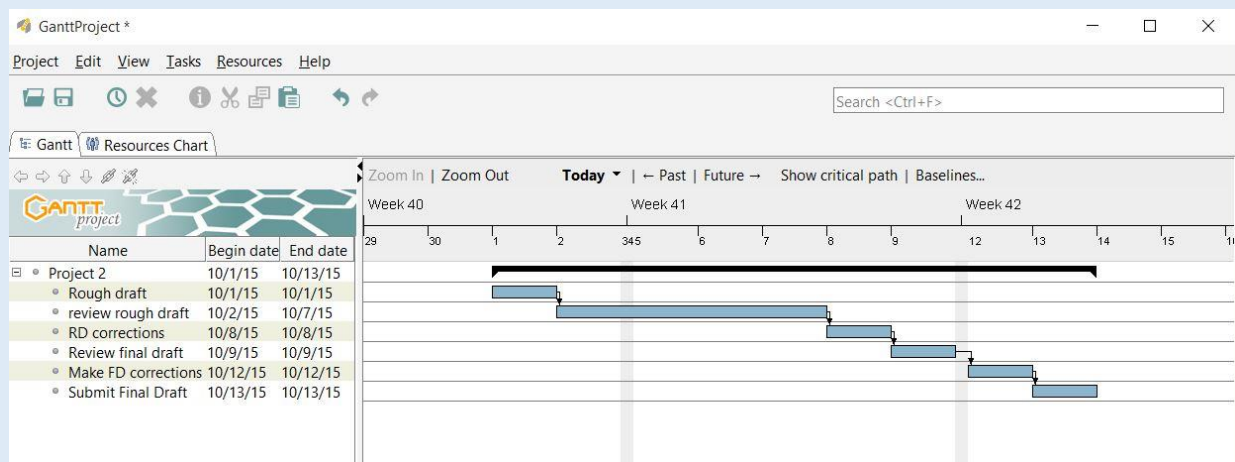 GanttProject *
Project Edit View Tasks Resources Help
Search <Ctrl+F>
Gantt Resources Chart
Zoom In | Zoom Out Today | ← Past | Future → Show critical path | Baselines...
GANTT project
Week 40 Week 41 Week 42
29 30 1 2 345 6 7 8 9 12 13 14 15
Name Begin date End date
Project 2 10/1/15 10/13/15
Rough draft 10/1/15 10/1/15
review rough draft 10/2/15 10/7/15
RD corrections 10/8/15 10/8/15
Review final draft 10/9/15 10/9/15
Make FD corrections 10/12/15 10/12/15
Submit Final Draft 10/13/15 10/13/15